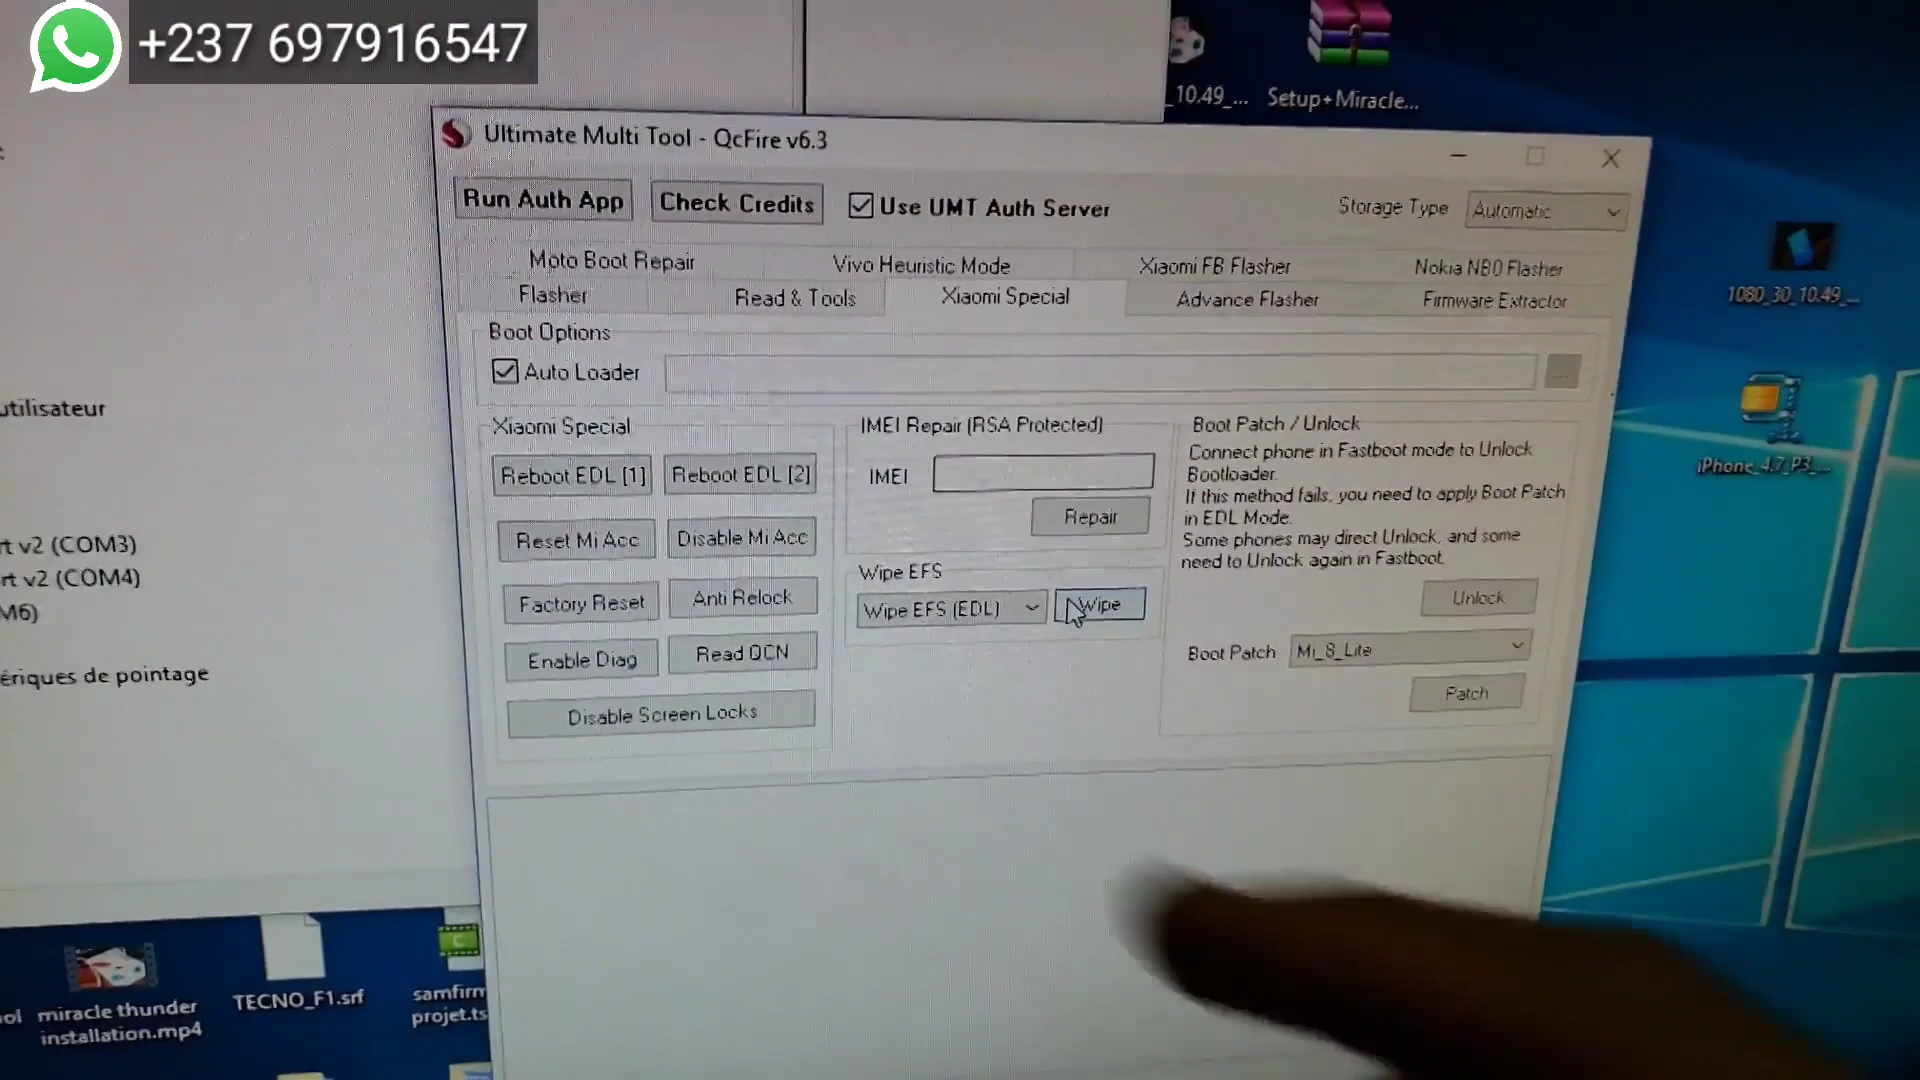 +237 697916547
_10.49_...
Setup+Miracle...
Ultimate Multi Tool - QcFire v6.3
Run Auth App
Check Credits
Use UMT Auth Server
Storage Type
Automatic
Moto Boot Repair
Vivo Heuristic Mode
Xiaomi FB Flasher
Nokia NB0 Flasher
Flasher
Read & Tools
Xiaomi Special
Advance Flasher
Firmware Extractor
1080_30_10.49_...
Boot Options
Auto Loader
...
utilisateur
Xiaomi Special
IMEI Repair (RSA Protected)
Boot Patch / Unlock
Reboot EDL [1]
Reboot EDL [2]
IMEI
Connect phone in Fastboot mode to Unlock
Bootloader.
If this method fails, you need to apply Boot Patch
in EDL Mode.
Some phones may direct Unlock, and some
need to Unlock again in Fastboot.
iPhone_4.7_P3_...
Repair
Reset Mi Acc
Disable Mi Acc
rt v2 (COM3)
rt v2 (COM4)
M6)
Wipe EFS
Factory Reset
Anti Relock
Wipe EFS (EDL)
Wipe
Unlock
Enable Diag
Read QCN
Boot Patch
Mi_8_Lite
ériques de pointage
Patch
Disable Screen Locks
ol
miracle thunder
installation.mp4
TECNO_F1.srf
samfirm
projet.ts